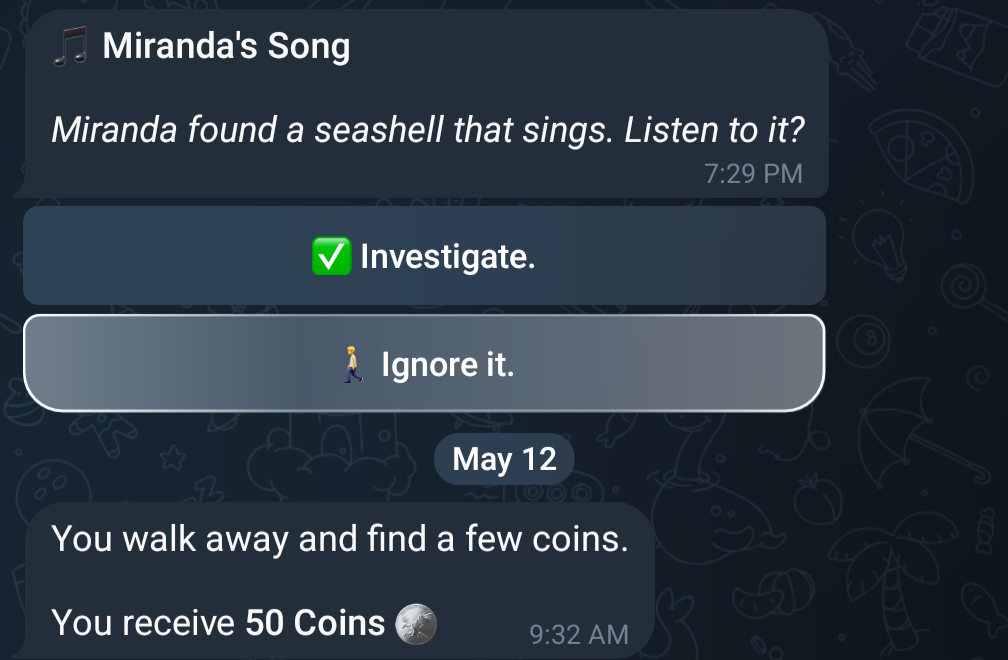 🎵 Miranda's Song
Miranda found a seashell that sings. Listen to it?
7:29 PM
✅ Investigate.
🚶 Ignore it.
May 12
You walk away and find a few coins.
You receive 50 Coins 🪙
9:32 AM